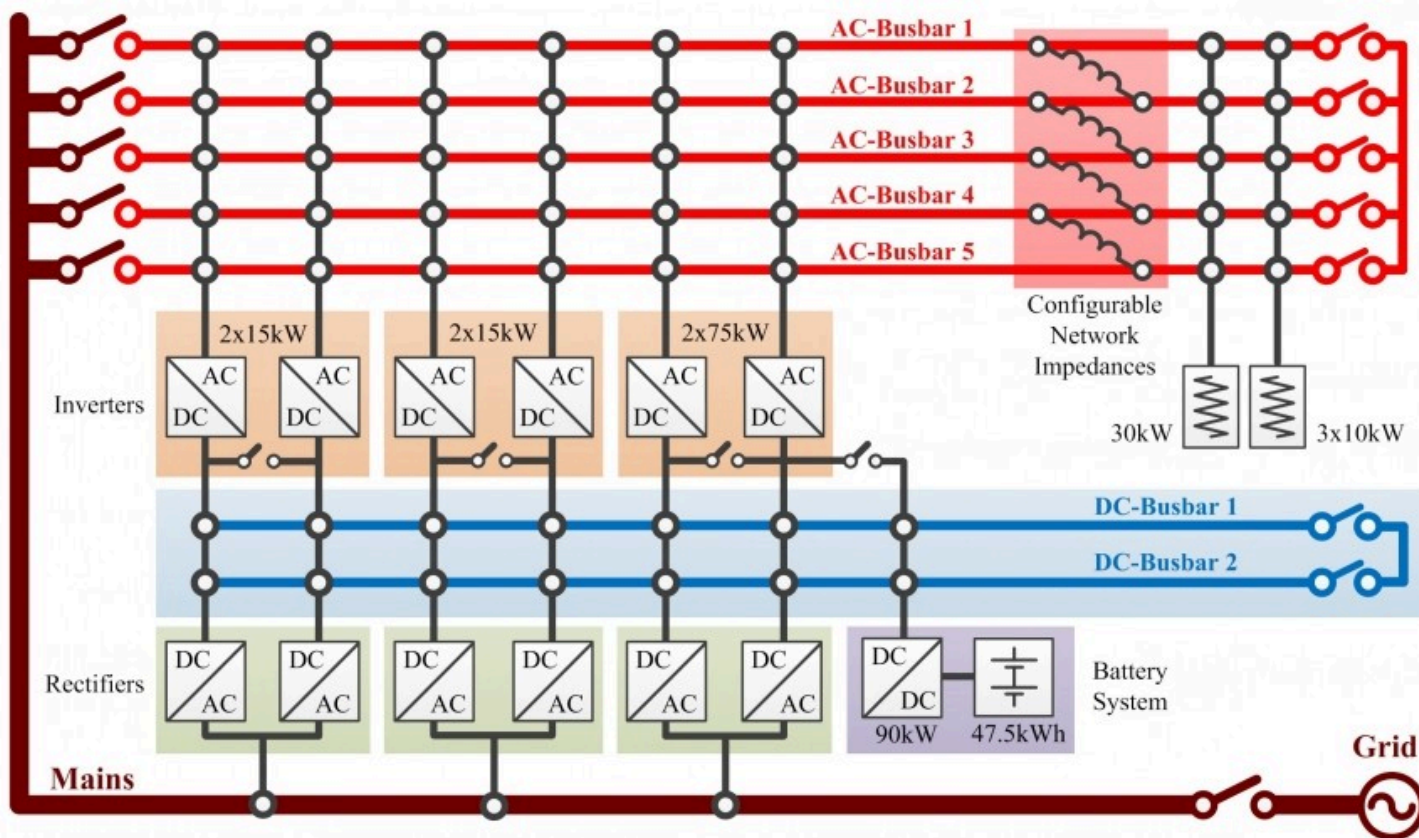 AC-Busbar 1
AC-Busbar 2
AC-Busbar 3
AC-Busbar 4
AC-Busbar 5
Configurable
Network
Impedances
2x15kW
2x15kW
2x75kW
Inverters
AC
DC
AC
DC
AC
DC
AC
DC
AC
DC
AC
DC
30kW
3x10kW
DC-Busbar 1
DC-Busbar 2
Rectifiers
DC
AC
DC
AC
DC
AC
DC
AC
DC
AC
DC
AC
DC
DC
90kW
47.5kWh
Battery
System
Mains
Grid